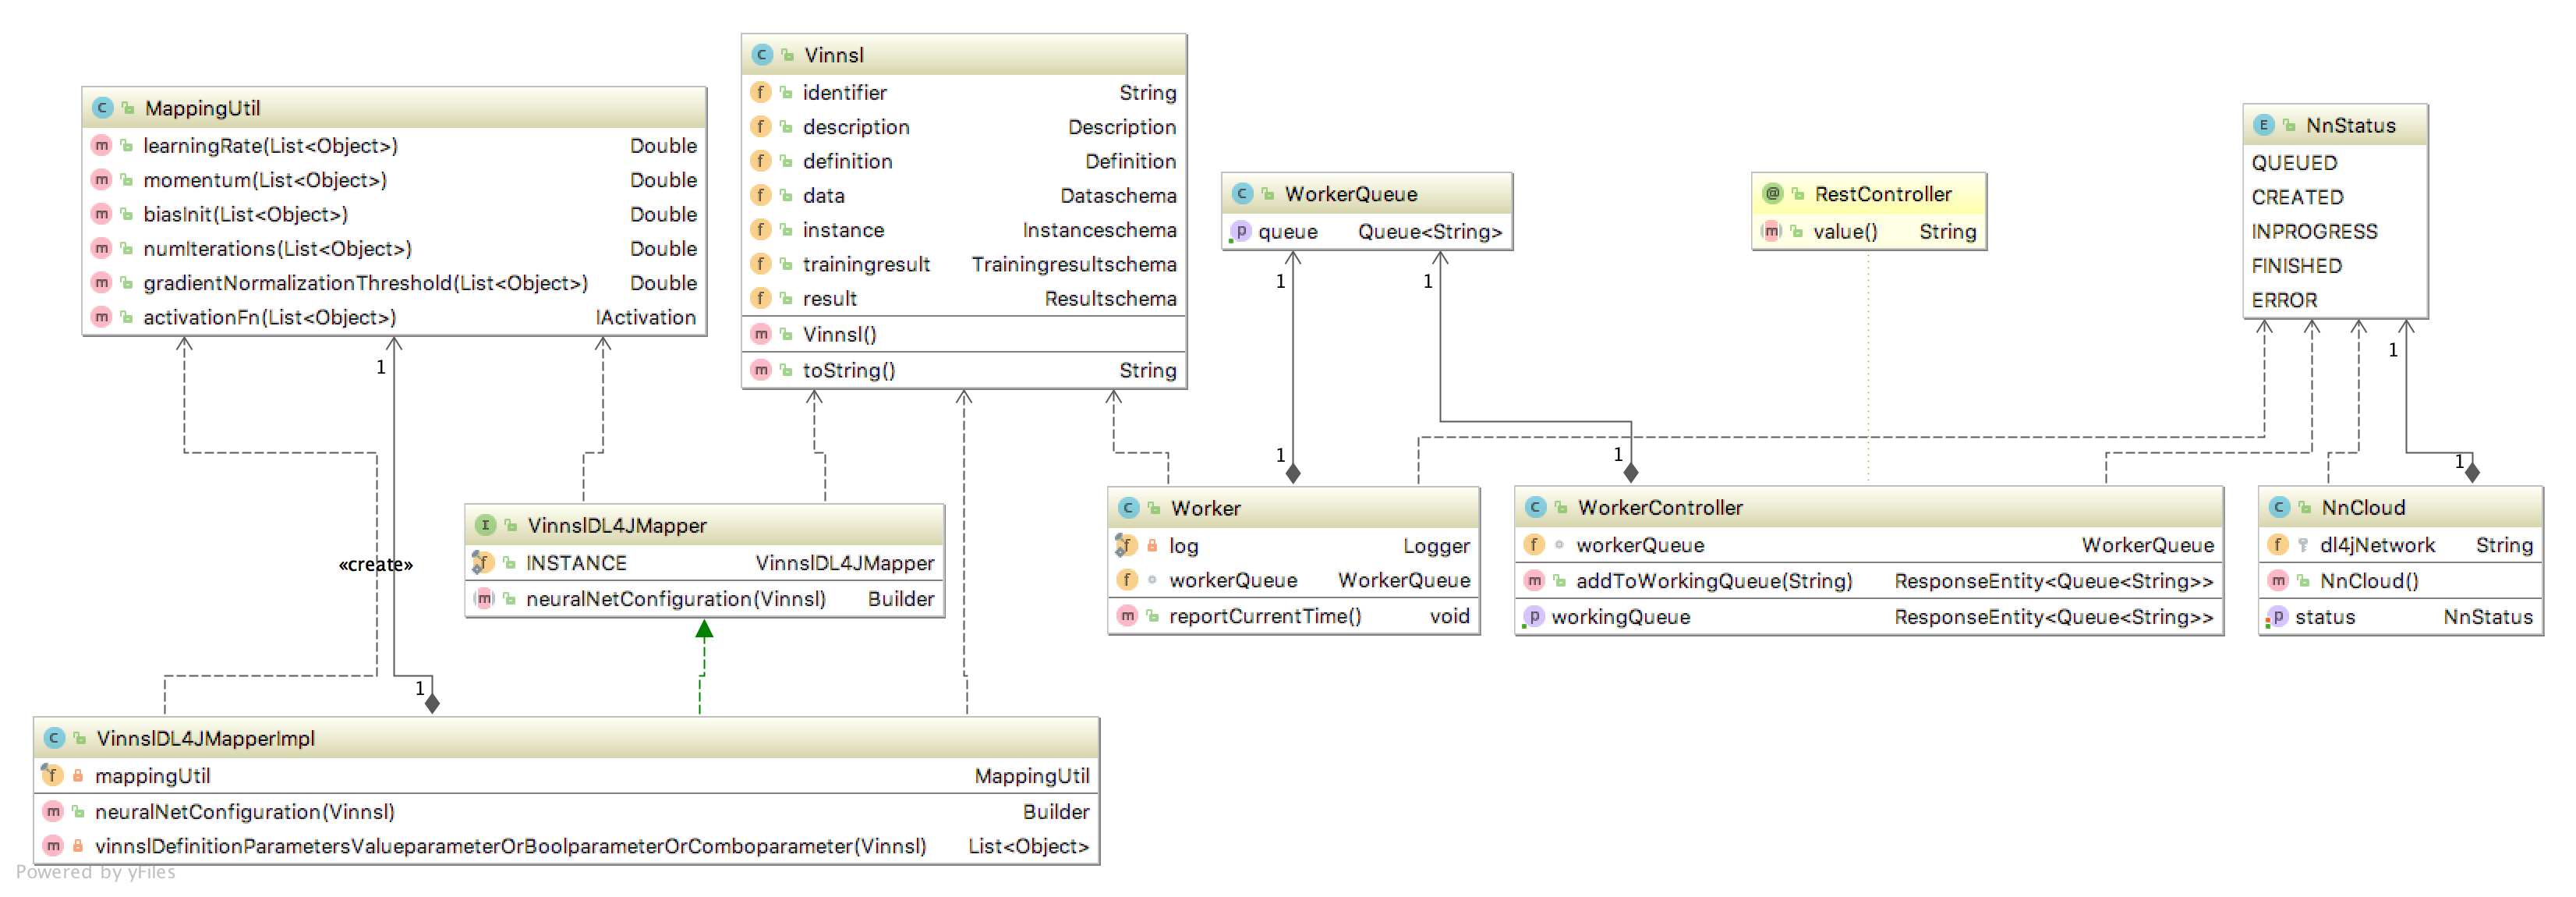 MappingUtil
learningRate(List<Object>) Double
momentum(List<Object>) Double
biasInit(List<Object>) Double
numIterations(List<Object>) Double
gradientNormalizationThreshold(List<Object>) Double
activationFn(List<Object>) IActivation
Vinnsl
identifier String
description Description
definition Definition
data Dataschema
instance Instanceschema
trainingresult Trainingresultschema
result Resultschema
Vinnsl()
toString() String
WorkerQueue
queue Queue<String>
@ RestController
value() String
NnStatus
QUEUED
CREATED
INPROGRESS
FINISHED
ERROR
1
1
1
1
1
1
1
1
«create»
VinnslDL4JMapper
INSTANCE VinnslDL4JMapper
neuralNetConfiguration(Vinnsl) Builder
Worker
log Logger
workerQueue WorkerQueue
reportCurrentTime() void
WorkerController
workerQueue WorkerQueue
addToWorkingQueue(String) ResponseEntity<Queue<String>>
workingQueue ResponseEntity<Queue<String>>
NnCloud
dl4jNetwork String
NnCloud()
status NnStatus
VinnslDL4JMapperImpl
mappingUtil MappingUtil
neuralNetConfiguration(Vinnsl) Builder
vinnslDefinitionParametersValueparameterOrBoolparameterOrComboparameter(Vinnsl) List<Object>
Powered by yFiles